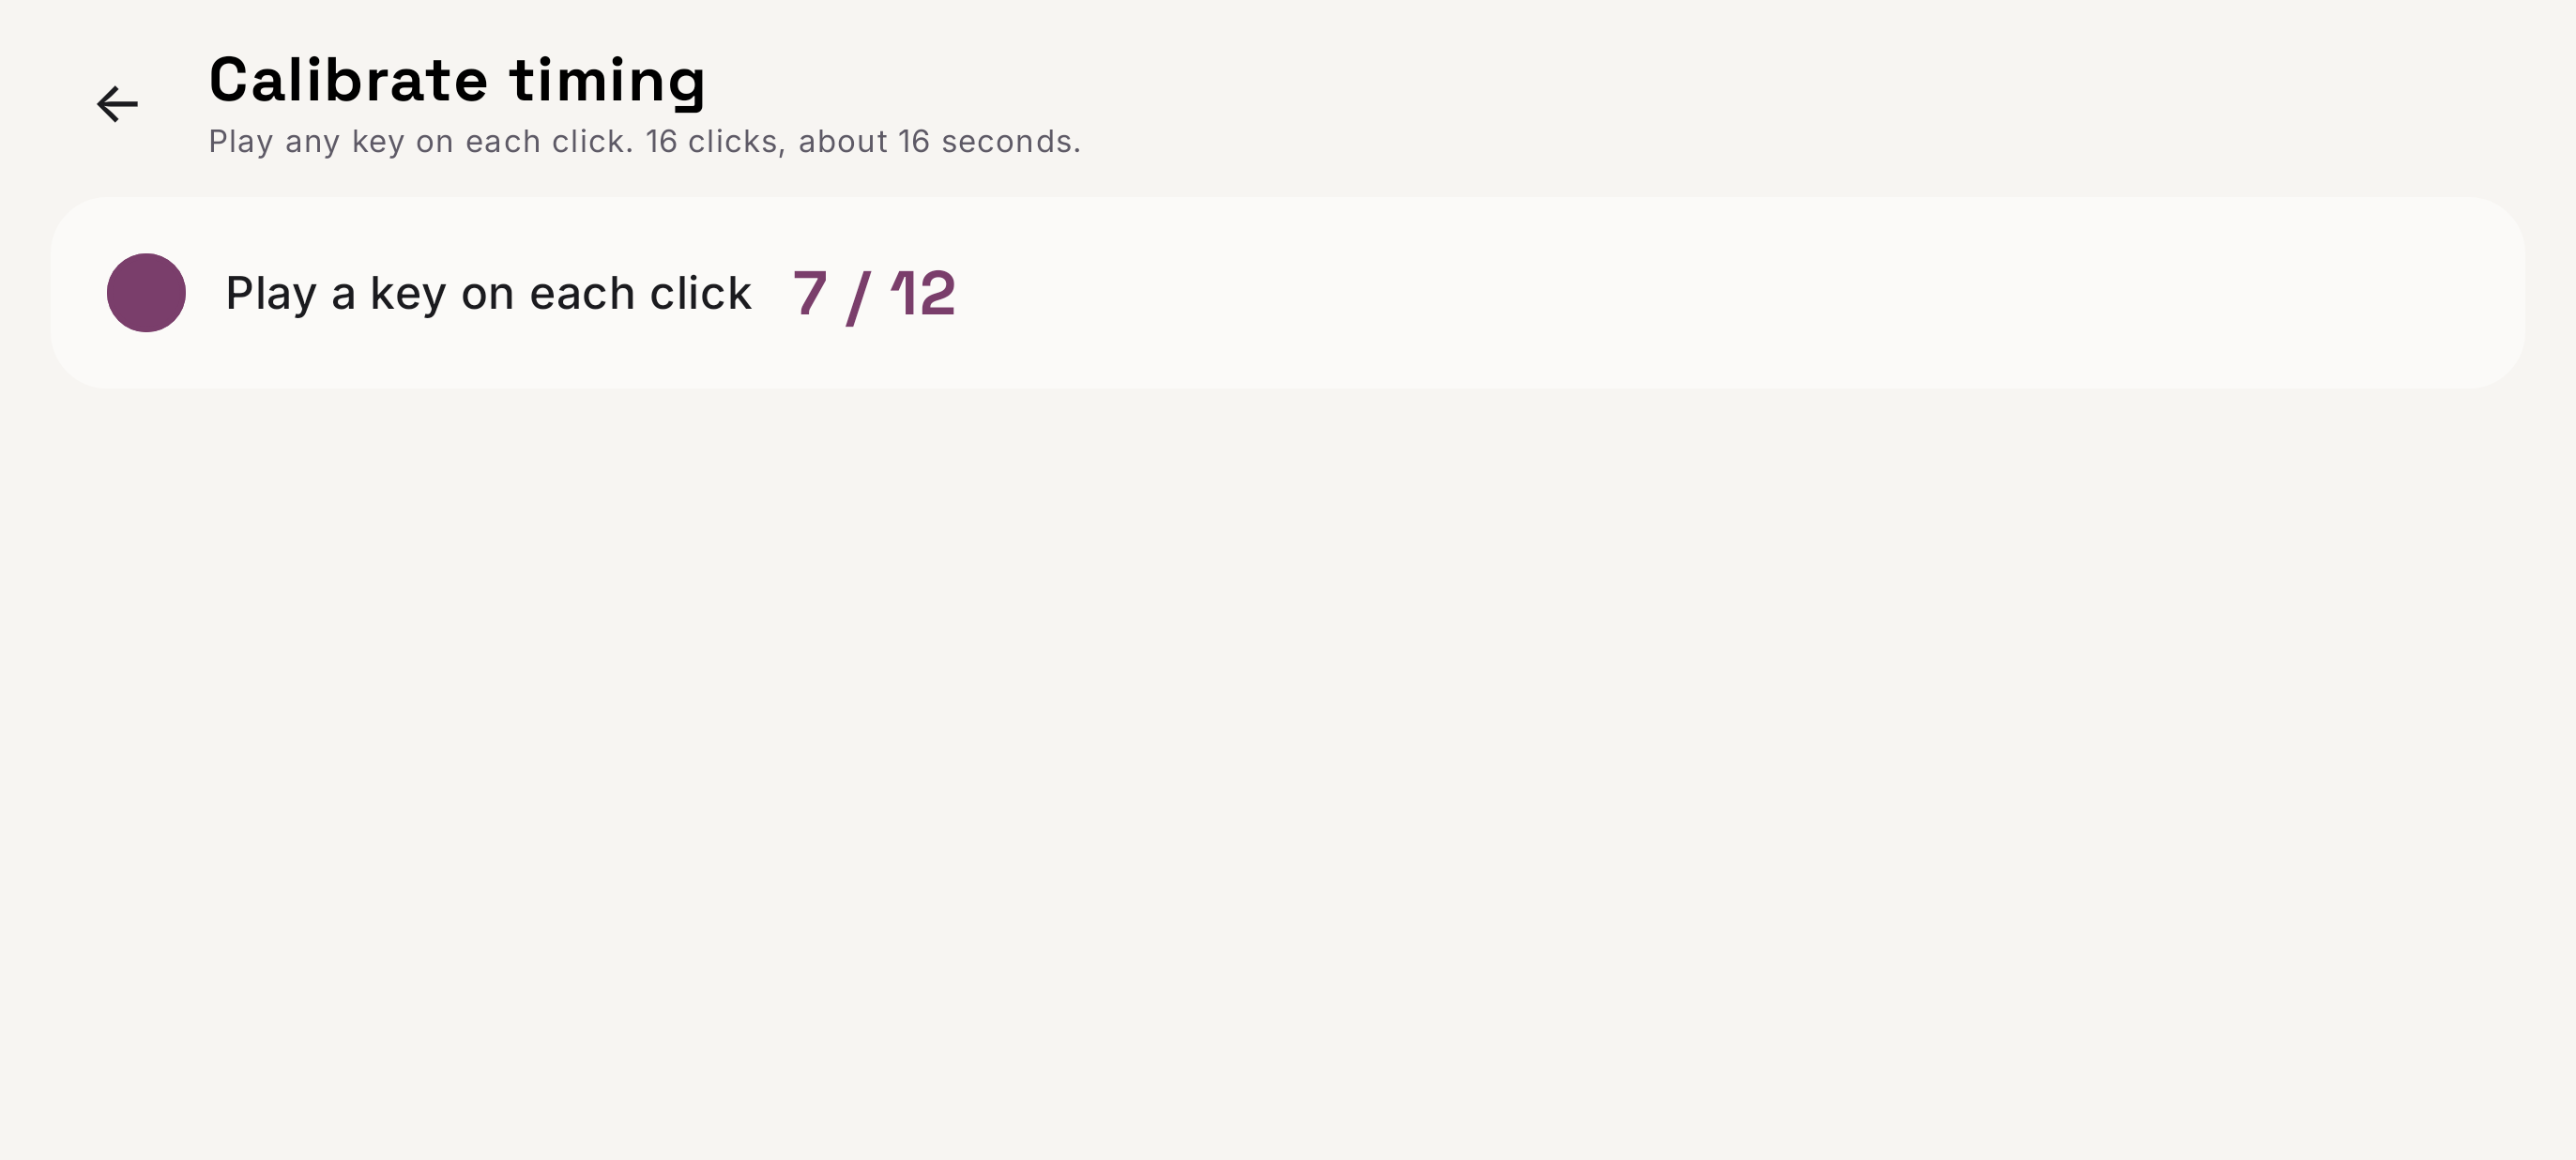 Calibrate timing
Play any key on each click. 16 clicks, about 16 seconds.
Play a key on each click 7 / 12